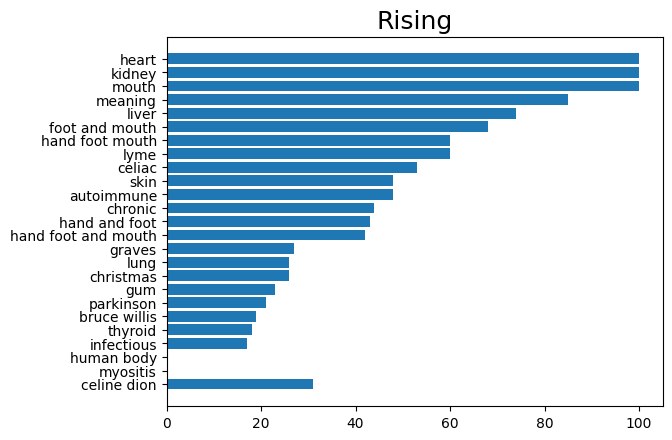 Rising
heart
kidney
mouth
meaning
liver
foot and mouth
hand foot mouth
lyme
celiac
skin
autoimmune
chronic
hand and foot
hand foot and mouth
graves
lung
christmas
gum
parkinson
bruce willis
thyroid
infectious
human body
myositis
celine dion
0 20 40 60 80 100